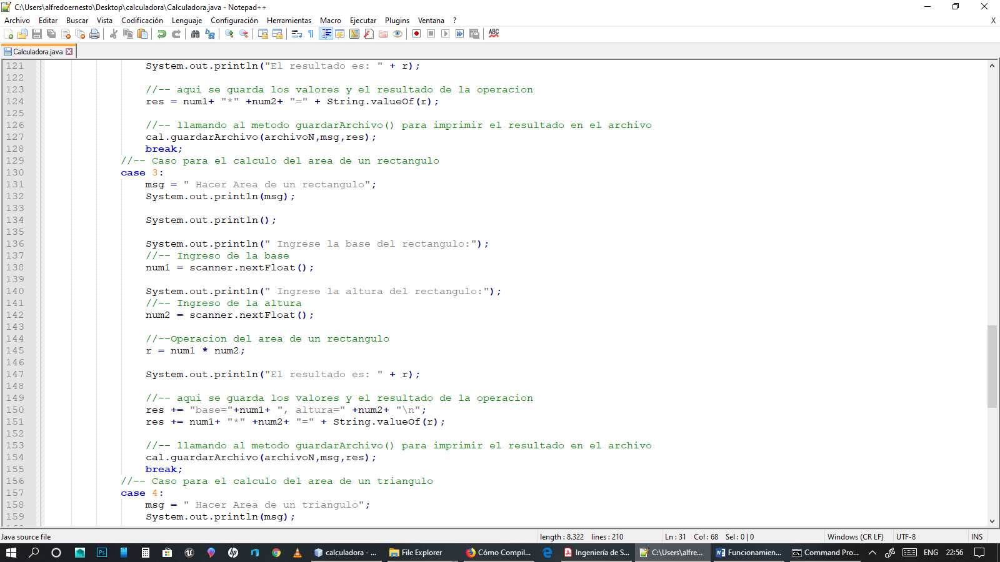 C:\Users\alfredoernesto\Desktop\calculadora\Calculadora.java - Notepad++
Archivo Editar Buscar Vista Codificación Lenguaje Configuración Herramientas Macro Ejecutar Plugins Ventana ? X
ABC
Calculadora.java
121 System.out.println("El resultado es: " + r);
122
123 //-- aqui se guarda los valores y el resultado de la operacion
124 res = num1+ "*" +num2+ "=" + String.valueOf(r);
125
126 //-- llamando al metodo guardarArchivo() para imprimir el resultado en el archivo
127 cal.guardarArchivo(archivoN,msg,res);
128 break;
129 //-- Caso para el calculo del area de un rectangulo
130 case 3:
131 msg = " Hacer Area de un rectangulo";
132 System.out.println(msg);
133
134 System.out.println();
135
136 System.out.println(" Ingrese la base del rectangulo:");
137 //-- Ingreso de la base
138 num1 = scanner.nextFloat();
139
140 System.out.println(" Ingrese la altura del rectangulo:");
141 //-- Ingreso de la altura
142 num2 = scanner.nextFloat();
143
144 //--Operacion del area de un rectangulo
145 r = num1 * num2;
146
147 System.out.println("El resultado es: " + r);
148
149 //-- aqui se guarda los valores y el resultado de la operacion
150 res += "base="+num1+ ", altura=" +num2+ "\n";
151 res += num1+ "*" +num2+ "=" + String.valueOf(r);
152
153 //-- llamando al metodo guardarArchivo() para imprimir el resultado en el archivo
154 cal.guardarArchivo(archivoN,msg,res);
155 break;
156 //-- Caso para el calculo del area de un triangulo
157 case 4:
158 msg = " Hacer Area de un triangulo";
159 System.out.println(msg);
Java source file length : 8.322 lines : 210 Ln : 31 Col : 68 Sel : 0 | 0 Windows (CR LF) UTF-8 INS
Ps hp calculadora - ... File Explorer Cómo Compil... Ingeniería de S... C:\Users\alfre... Funcionamien... Command Pro... ENG 22:56